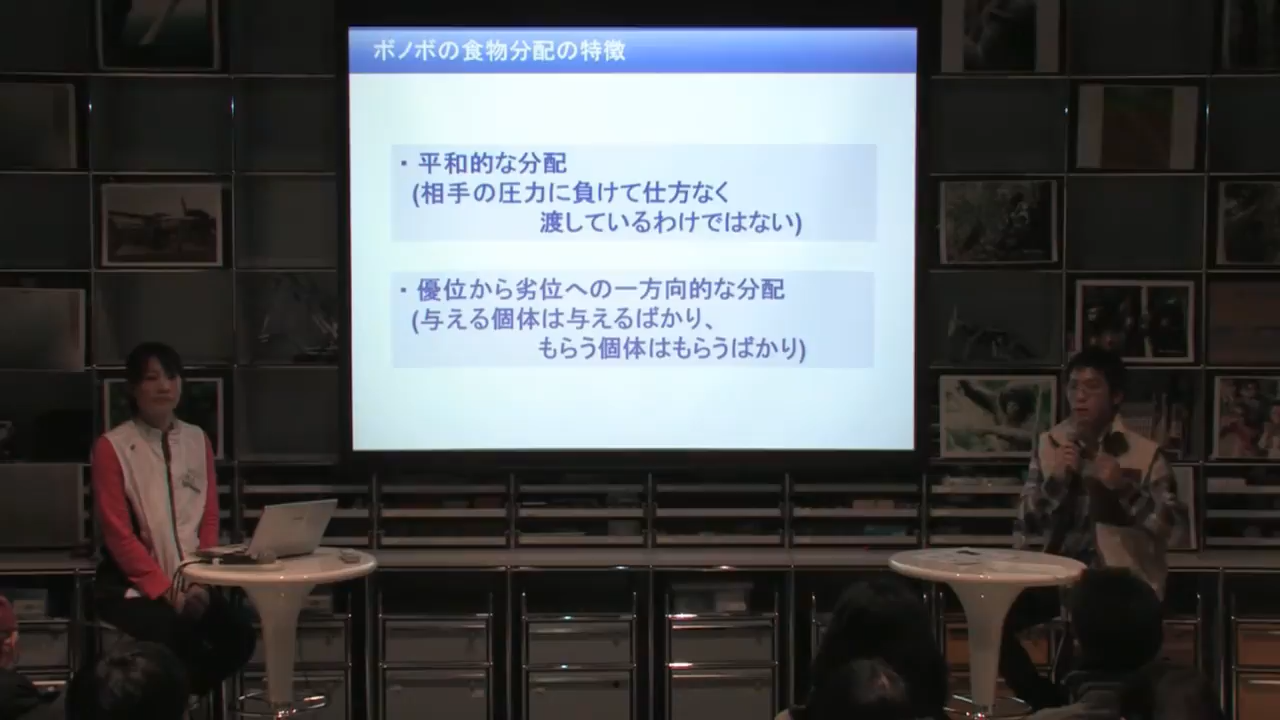 ボノボの食物分配の特徴
・平和的な分配
(相手の圧力に負けて仕方なく
渡しているわけではない)
・優位から劣位への一方向的な分配
(与える個体は与えるばかり、
もらう個体はもらうばかり)